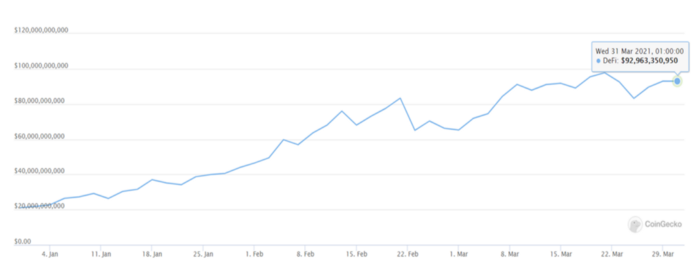 $120,000,000,000
$100,000,000,000
$80,000,000,000
$60,000,000,000
$40,000,000,000
$20,000,000,000
$0.00
Wed 31 Mar 2021, 01:00:00
DeFi: $92,963,350,950
CoinGecko
4. Jan 11. Jan 18. Jan 25. Jan 1. Feb 8. Feb 15. Feb 22. Feb 1. Mar 8. Mar 15. Mar 22. Mar 29. Mar